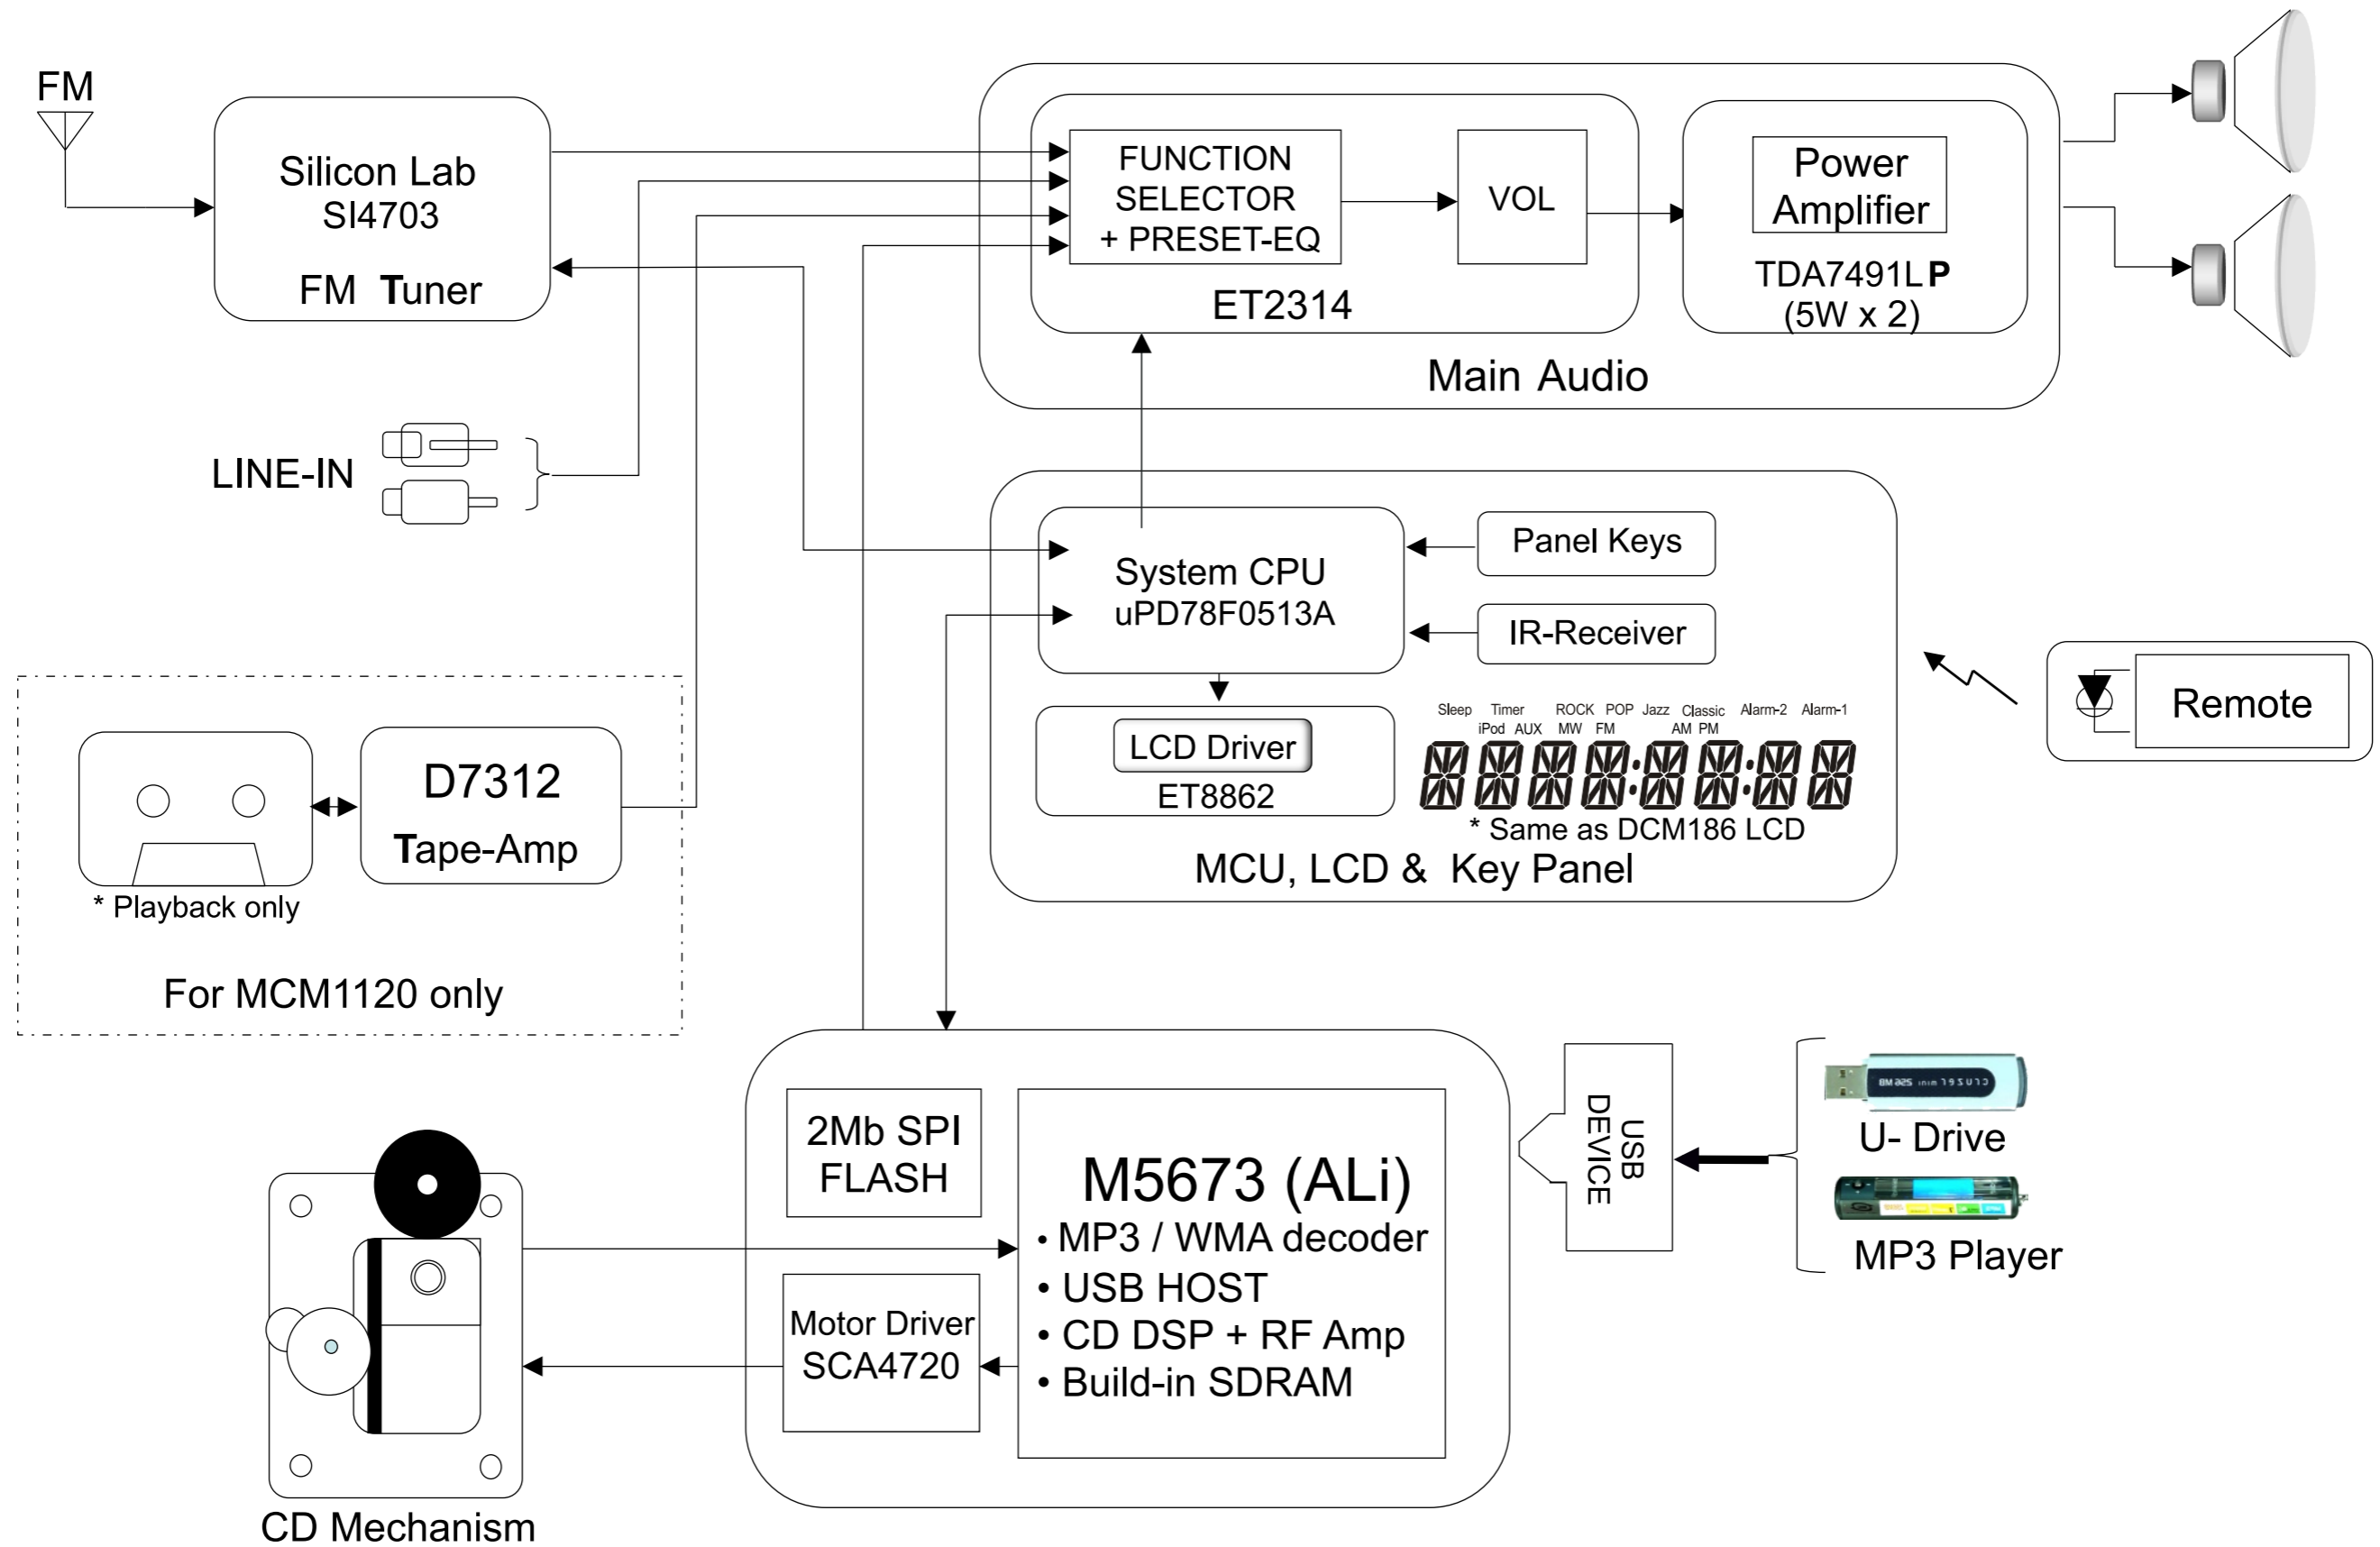 FM
Silicon Lab
SI4703
FM Tuner
FUNCTION
SELECTOR
+ PRESET-EQ
VOL
ET2314
Power
Amplifier
TDA7491LP
(5W x 2)
Main Audio
LINE-IN
System CPU
uPD78F0513A
Panel Keys
IR-Receiver
LCD Driver
ET8862
Sleep Timer ROCK POP Jazz Classic Alarm-2 Alarm-1
iPod AUX MW FM AM PM
* Same as DCM186 LCD
MCU, LCD & Key Panel
Remote
D7312
Tape-Amp
* Playback only
For MCM1120 only
2Mb SPI
FLASH
M5673 (ALi)
• MP3 / WMA decoder
• USB HOST
• CD DSP + RF Amp
• Build-in SDRAM
Motor Driver
SCA4720
USB
DEVICE
U- Drive
MP3 Player
CD Mechanism